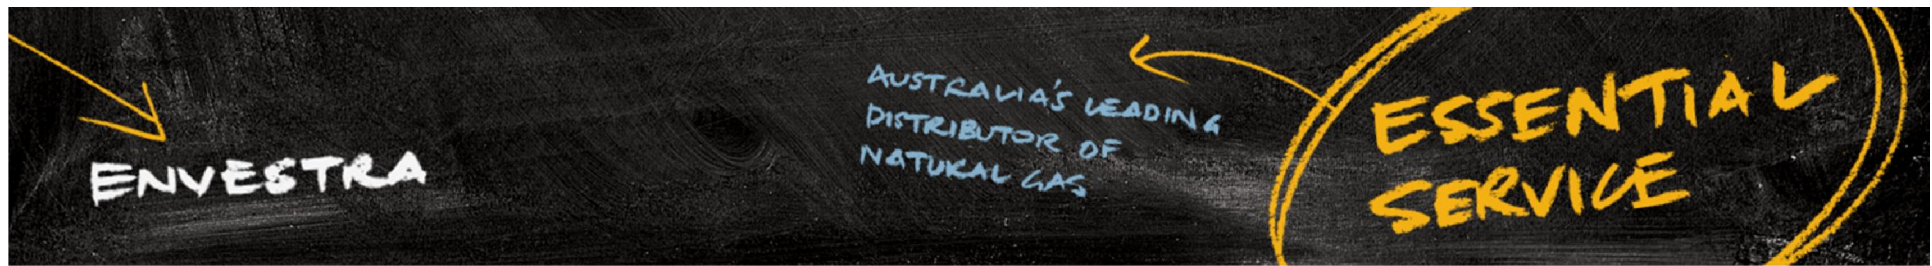 ENVESTRA
AUSTRALIA'S LEADING
DISTRIBUTOR OF
NATURAL GAS
ESSENTIAL
SERVICE